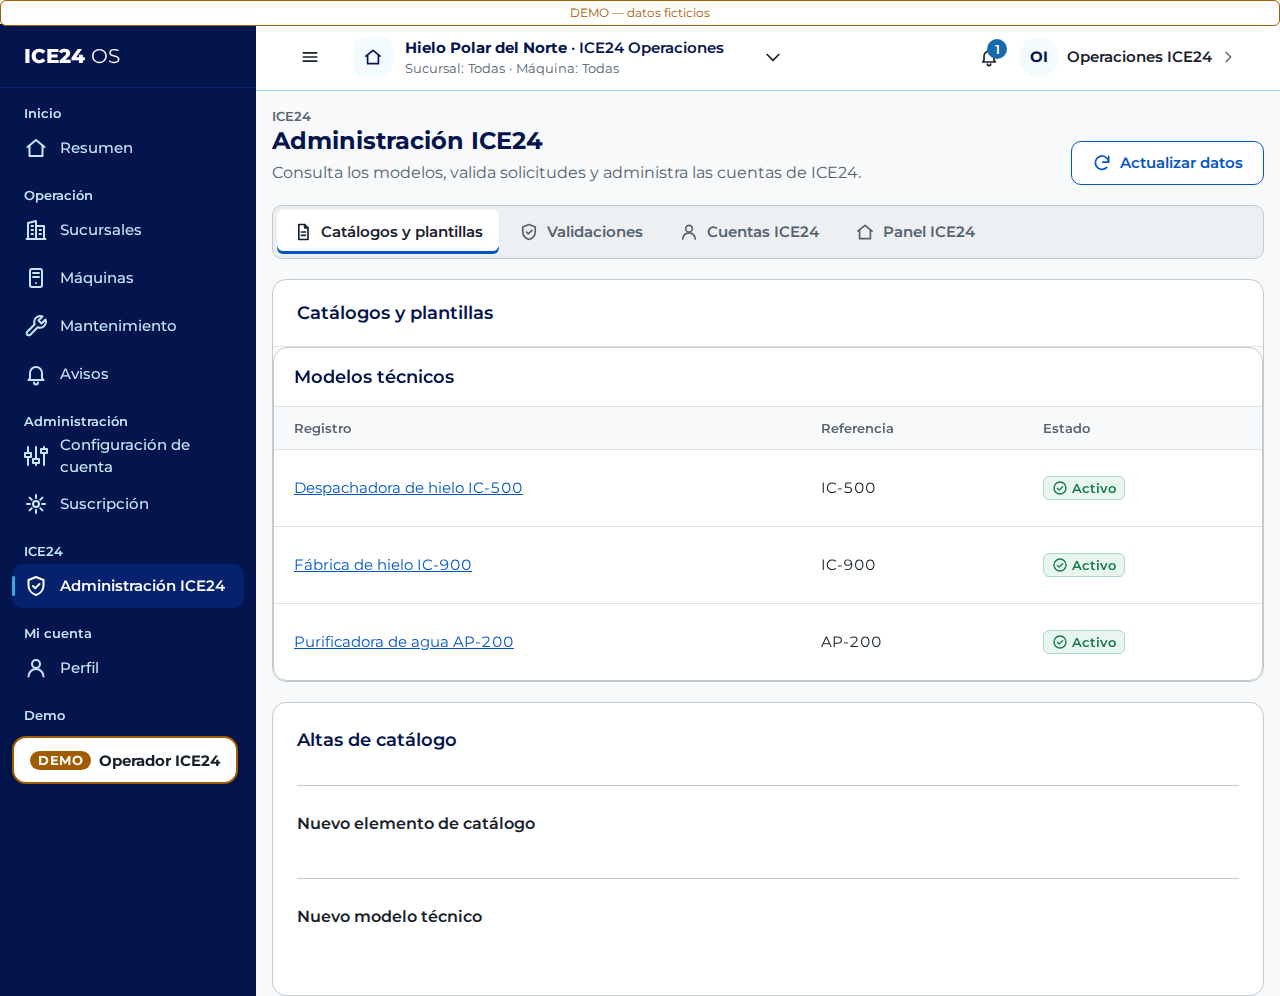 DEMO — datos ficticios
ICE24 OS
Inicio
Resumen
Operación
Sucursales
Máquinas
Mantenimiento
Avisos
Administración
Configuración de
cuenta
Suscripción
ICE24
Administración ICE24
Mi cuenta
Perfil
Demo
DEMO Operador ICE24
Hielo Polar del Norte · ICE24 Operaciones
Sucursal: Todas · Máquina: Todas
1
OI
Operaciones ICE24
ICE24
Administración ICE24
Consulta los modelos, valida solicitudes y administra las cuentas de ICE24.
Actualizar datos
Catálogos y plantillas
Validaciones
Cuentas ICE24
Panel ICE24
Catálogos y plantillas
Modelos técnicos
Registro Referencia Estado
Despachadora de hielo IC-500 IC-500 Activo
Fábrica de hielo IC-900 IC-900 Activo
Purificadora de agua AP-200 AP-200 Activo
Altas de catálogo
Nuevo elemento de catálogo
Nuevo modelo técnico